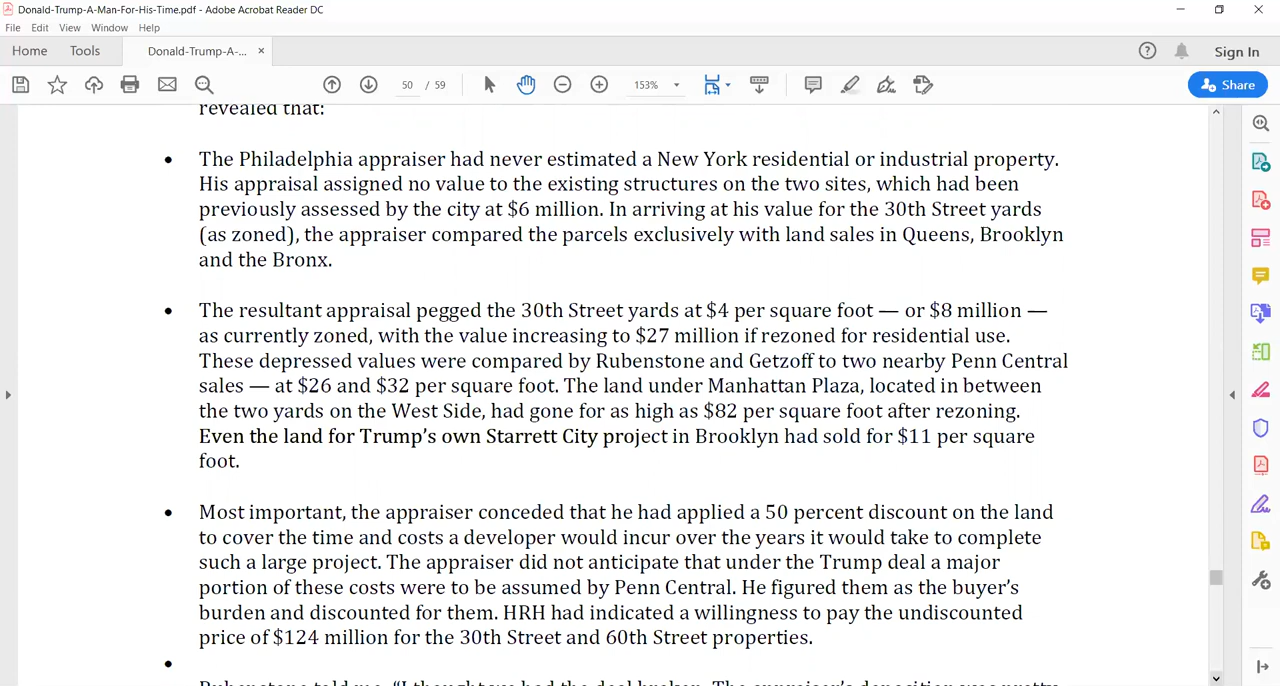 Donald-Trump-A-Man-For-His-Time.pdf - Adobe Acrobat Reader DC
File Edit View Window Help
Home Tools Donald-Trump-A-... × Sign In
50 / 59 153% Share
revealed that:
• The Philadelphia appraiser had never estimated a New York residential or industrial property.
His appraisal assigned no value to the existing structures on the two sites, which had been
previously assessed by the city at $6 million. In arriving at his value for the 30th Street yards
(as zoned), the appraiser compared the parcels exclusively with land sales in Queens, Brooklyn
and the Bronx.
• The resultant appraisal pegged the 30th Street yards at $4 per square foot — or $8 million —
as currently zoned, with the value increasing to $27 million if rezoned for residential use.
These depressed values were compared by Rubenstone and Getzoff to two nearby Penn Central
sales — at $26 and $32 per square foot. The land under Manhattan Plaza, located in between
the two yards on the West Side, had gone for as high as $82 per square foot after rezoning.
Even the land for Trump’s own Starrett City project in Brooklyn had sold for $11 per square
foot.
• Most important, the appraiser conceded that he had applied a 50 percent discount on the land
to cover the time and costs a developer would incur over the years it would take to complete
such a large project. The appraiser did not anticipate that under the Trump deal a major
portion of these costs were to be assumed by Penn Central. He figured them as the buyer’s
burden and discounted for them. HRH had indicated a willingness to pay the undiscounted
price of $124 million for the 30th Street and 60th Street properties.
•
Rubenstone told me, “I thought we had the deal broken. The appraiser’s deposition was pretty